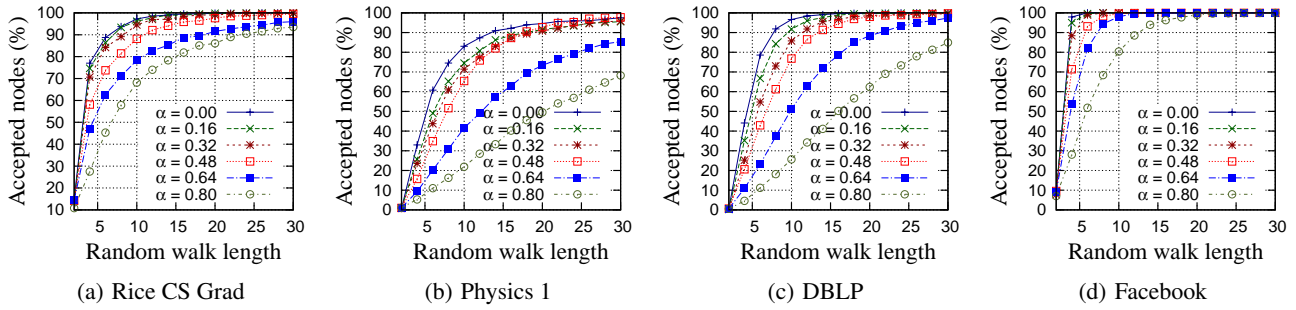 Accepted nodes (%)
100
90
80
70
60
50
40
30
20
10
α = 0.00
α = 0.16
α = 0.32
α = 0.48
α = 0.64
α = 0.80
5 10 15 20 25 30
Random walk length
(a) Rice CS Grad
Accepted nodes (%)
100
90
80
70
60
50
40
30
20
10
0
α = 0.00
α = 0.16
α = 0.32
α = 0.48
α = 0.64
α = 0.80
5 10 15 20 25 30
Random walk length
(b) Physics 1
Accepted nodes (%)
100
90
80
70
60
50
40
30
20
10
0
α = 0.00
α = 0.16
α = 0.32
α = 0.48
α = 0.64
α = 0.80
5 10 15 20 25 30
Random walk length
(c) DBLP
Accepted nodes (%)
100
90
80
70
60
50
40
30
20
10
0
α = 0.00
α = 0.16
α = 0.32
α = 0.48
α = 0.64
α = 0.80
5 10 15 20 25 30
Random walk length
(d) Facebook